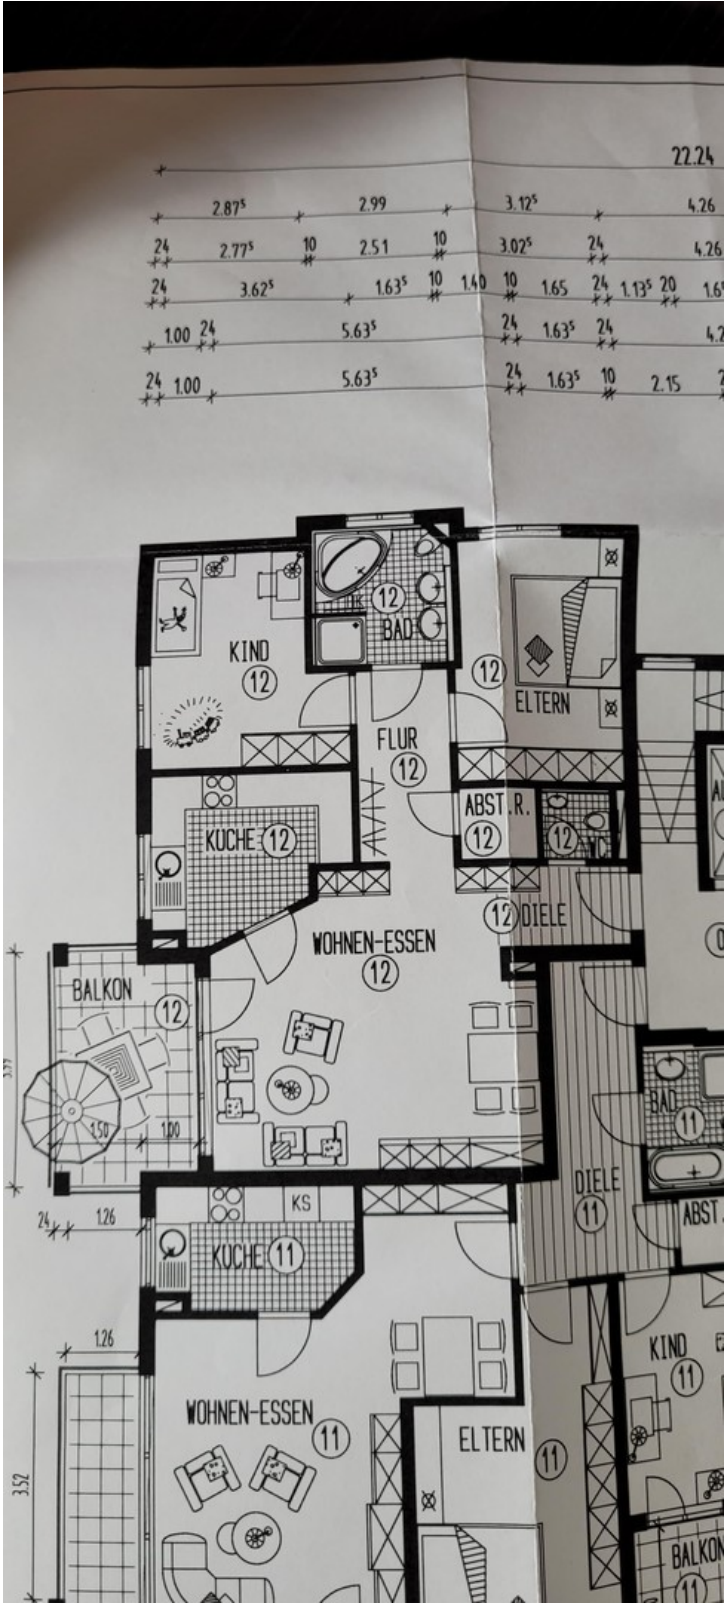 22.24
2.87⁵ 2.99 3.12⁵ 4.26
24 2.77⁵ 10 2.51 10 3.02⁵ 24 4.26
24 3.62⁵ 1.63⁵ 10 1.40 10 1.65 24 1.13⁵ 20
1.00 24 5.63⁵ 24 1.63⁵ 24
24 1.00 5.63⁵ 24 1.63⁵ 10 2.15
12
BAD
KIND
12
12
ELTERN
FLUR
12
ABST.R.
12
12 WC
KÜCHE 12
12 DIELE
WOHNEN-ESSEN
12
BALKON
12
1.50 1.00
BAD
11
DIELE
11
ABST.
24 1.26
KS
KÜCHE 11
1.26
KIND
11
WOHNEN-ESSEN
11
ELTERN
11
3.52
BALKON
11